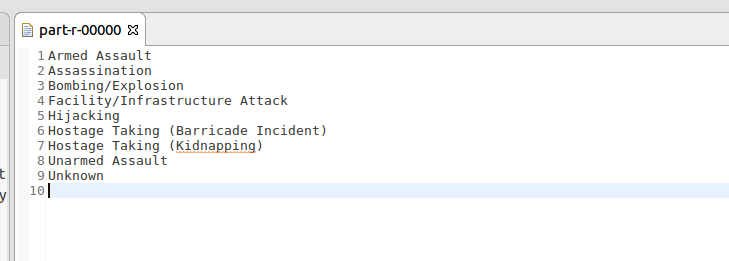 part-r-00000
1 Armed Assault
2 Assassination
3 Bombing/Explosion
4 Facility/Infrastructure Attack
5 Hijacking
6 Hostage Taking (Barricade Incident)
7 Hostage Taking (Kidnapping)
8 Unarmed Assault
9 Unknown
10
t
y